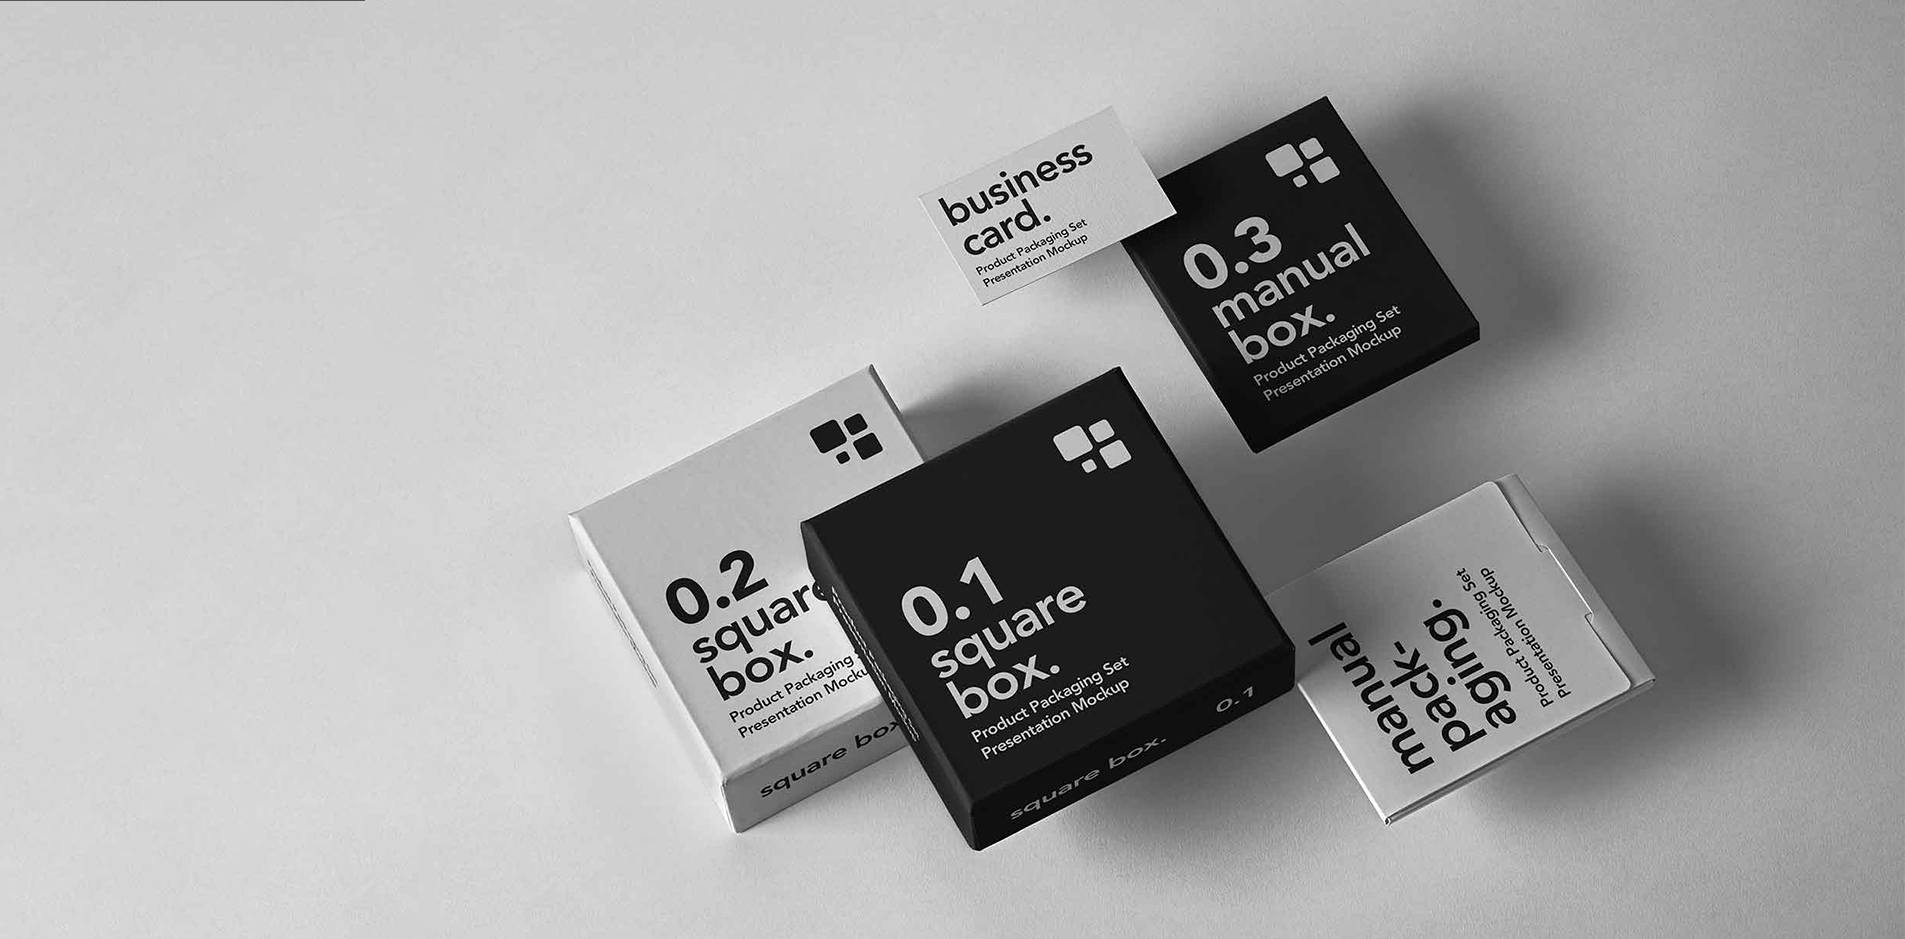 business
card.
Product Packaging Set
Presentation Mockup
0.3
manual
box.
Product Packaging Set
Presentation Mockup
0.2
square
box.
Product Packaging
Presentation Mockup
square box
0.1
square
box.
Product Packaging Set
Presentation Mockup
square box.
0.1
manual
pack-
aging.
Product Packaging Set
Presentation Mockup